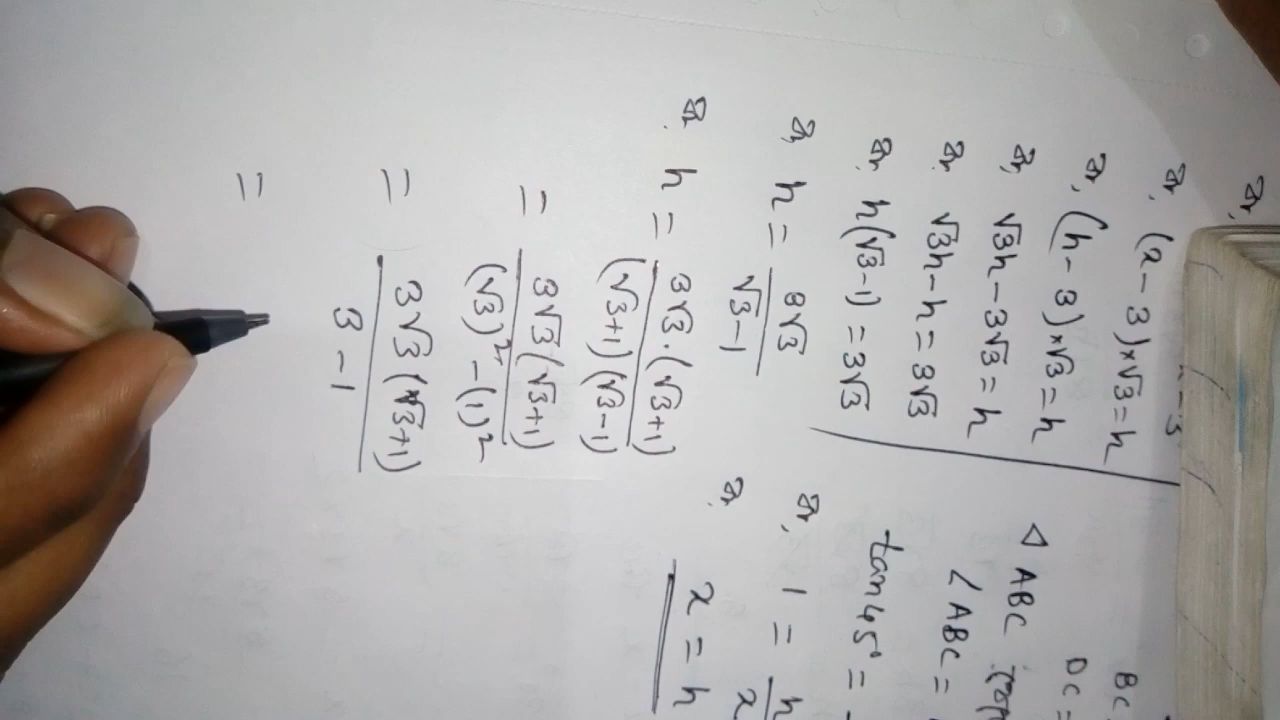 বা, (x - 3)×√3 = h
বা, (h - 3)×√3 = h
বা, √3h - 3√3 = h
বা, √3h - h = 3√3
বা, h(√3 - 1) = 3√3
বা, h = 3√3 / √3 - 1
বা, h = 3√3.(√3+1) / (√3+1)(√3-1)
= 3√3(√3+1) / (√3)² - (1)²
= 3√3(√3+1) / 3 - 1
=
BC
DC =
△ ABC
∠ABC =
tan45° =
বা, 1 = h / x
বা, x = h